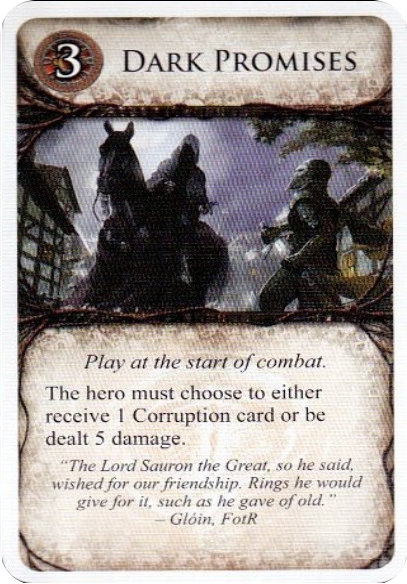 3 DARK PROMISES
Play at the start of combat.
The hero must choose to either
receive 1 Corruption card or be
dealt 5 damage.
“The Lord Sauron the Great, so he said,
wished for our friendship. Rings he would
give for it, such as he gave of old.”
– Glóin, FotR